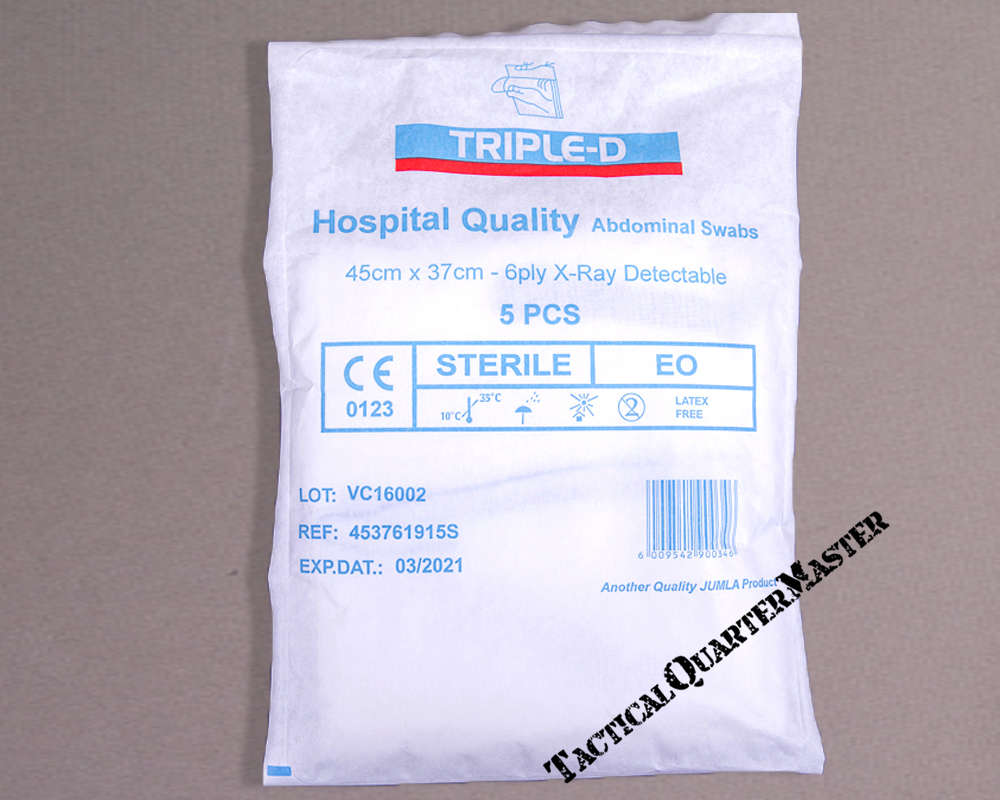 TRIPLE-D
Hospital Quality Abdominal Swabs
45cm x 37cm - 6ply X-Ray Detectable
5 PCS
CE
0123
STERILE
EO
10°C
35°C
2
LATEX
FREE
LOT: VC16002
REF: 453761915S
EXP.DAT.: 03/2021
6 009542 900346
Another Quality JUMLA Product
TACTICALQUARTERMASTER